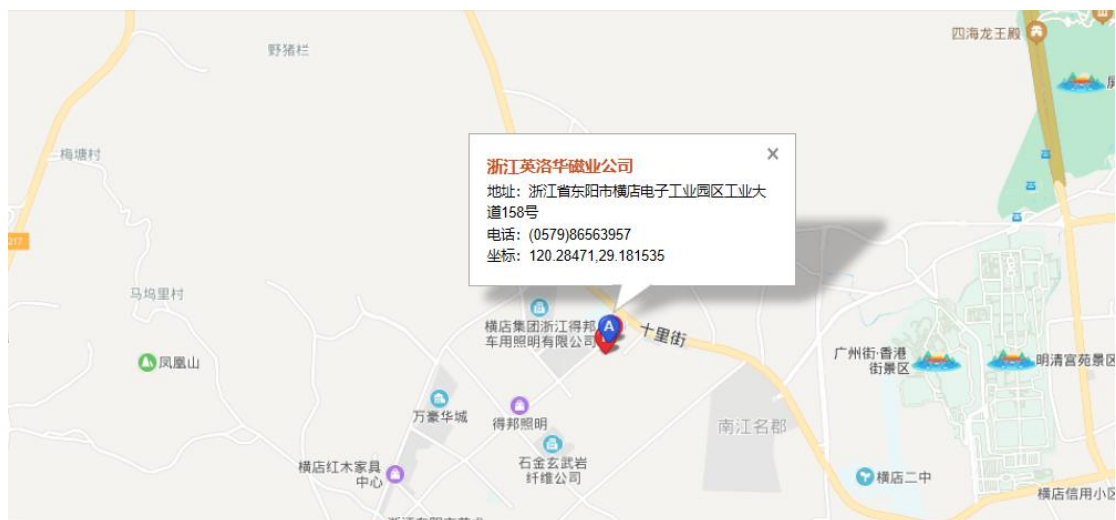 四海龙王殿
野猪栏
屏
梅塘村
浙江英洛华磁业公司
地址：浙江省东阳市横店电子工业园区工业大
道158号
电话：(0579)86563957
坐标：120.28471,29.181535
217
马坞里村
横店集团浙江得邦
车用照明有限公司
A
十里街
凤凰山
广州街·香港
街景区
明清宫苑景区
万豪华城
得邦照明
南江名郡
石金玄武岩
纤维公司
横店红木家具
中心
横店二中
横店信用小区